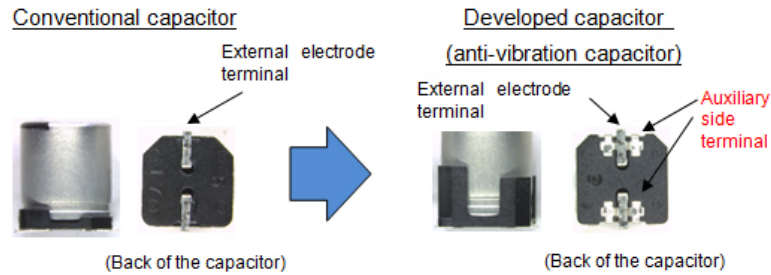 Conventional capacitor
External electrode
terminal
(Back of the capacitor)
Developed capacitor
(anti-vibration capacitor)
External electrode
terminal
Auxiliary
side
terminal
(Back of the capacitor)